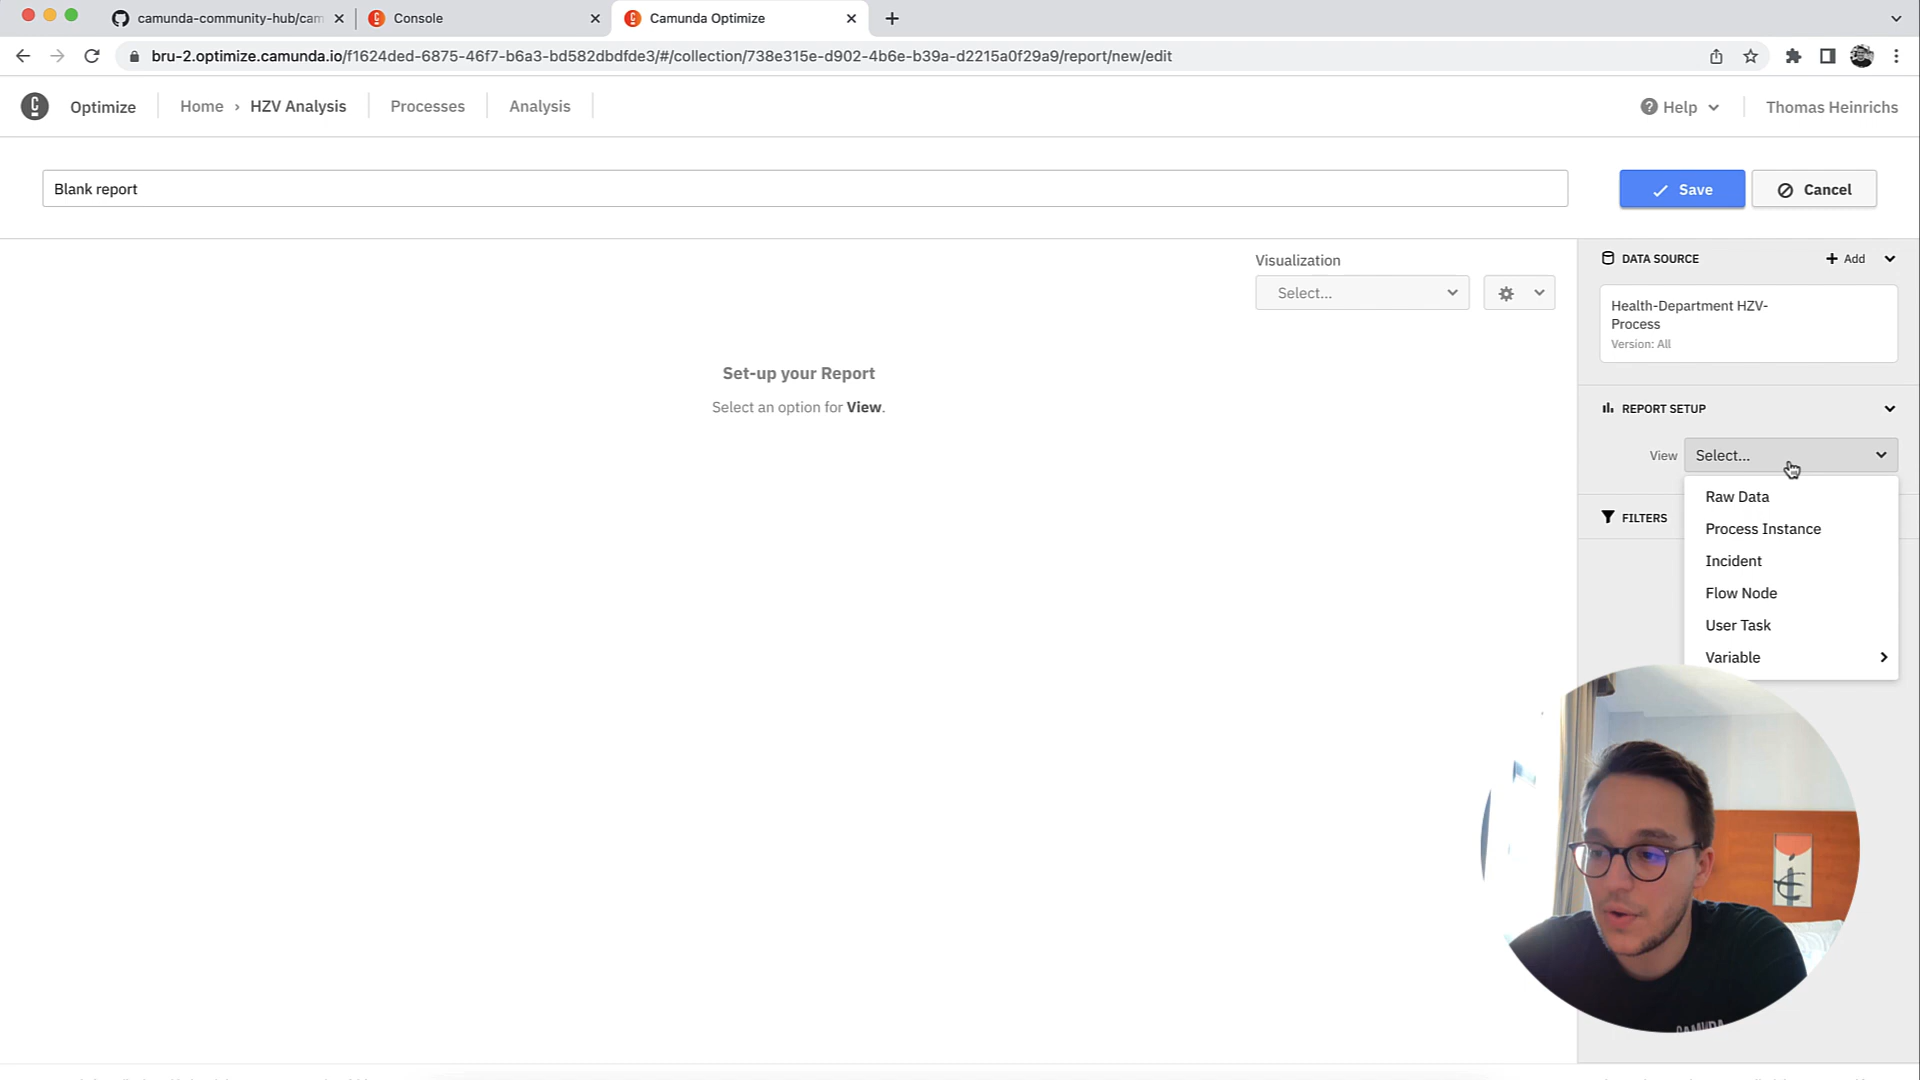 camunda-community-hub/cam
Console
Camunda Optimize
bru-2.optimize.camunda.io/f1624ded-6875-46f7-b6a3-bd582dbdfde3/#/collection/738e315e-d902-4b6e-b39a-d2215a0f29a9/report/new/edit
Optimize
Home › HZV Analysis
Processes
Analysis
Help
Thomas Heinrichs
Blank report
Save
Cancel
Visualization
Select...
Set-up your Report
Select an option for View.
DATA SOURCE
+ Add
Health-Department HZV-
Process
Version: All
REPORT SETUP
View
Select...
FILTERS
Raw Data
Process Instance
Incident
Flow Node
User Task
Variable